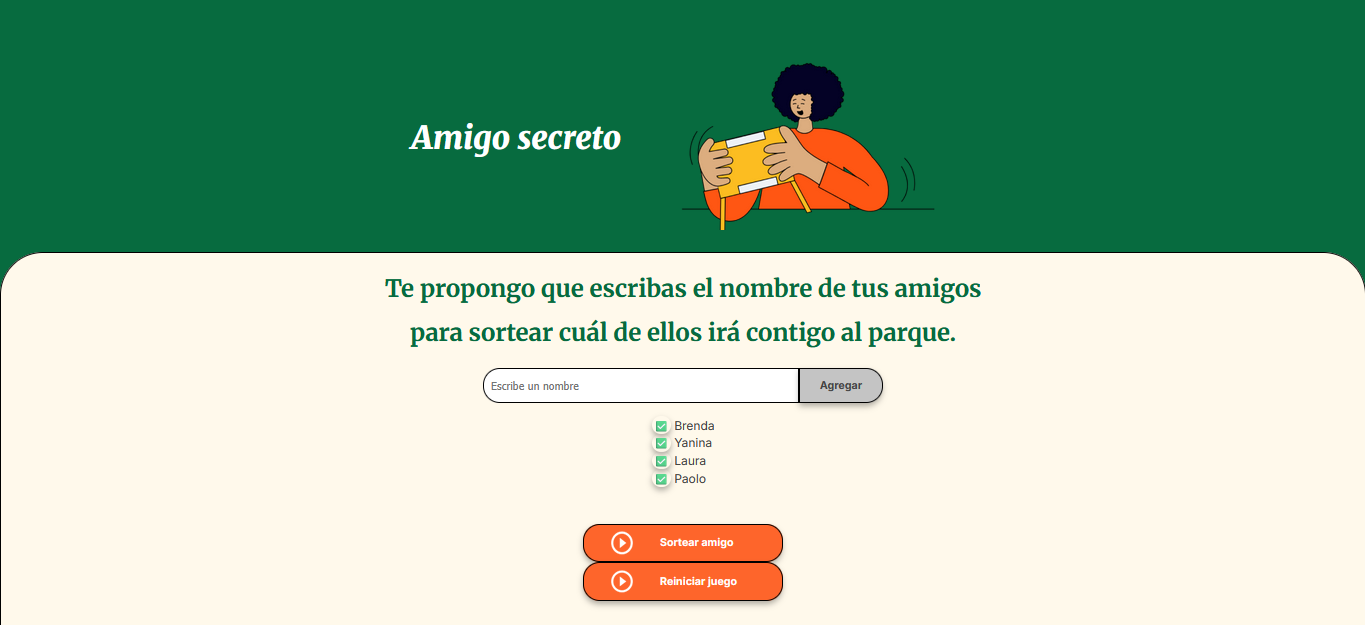 Amigo secreto
Te propongo que escribas el nombre de tus amigos
para sortear cuál de ellos irá contigo al parque.
Escribe un nombre
Agregar
Brenda
Yanina
Laura
Paolo
Sortear amigo
Reiniciar juego